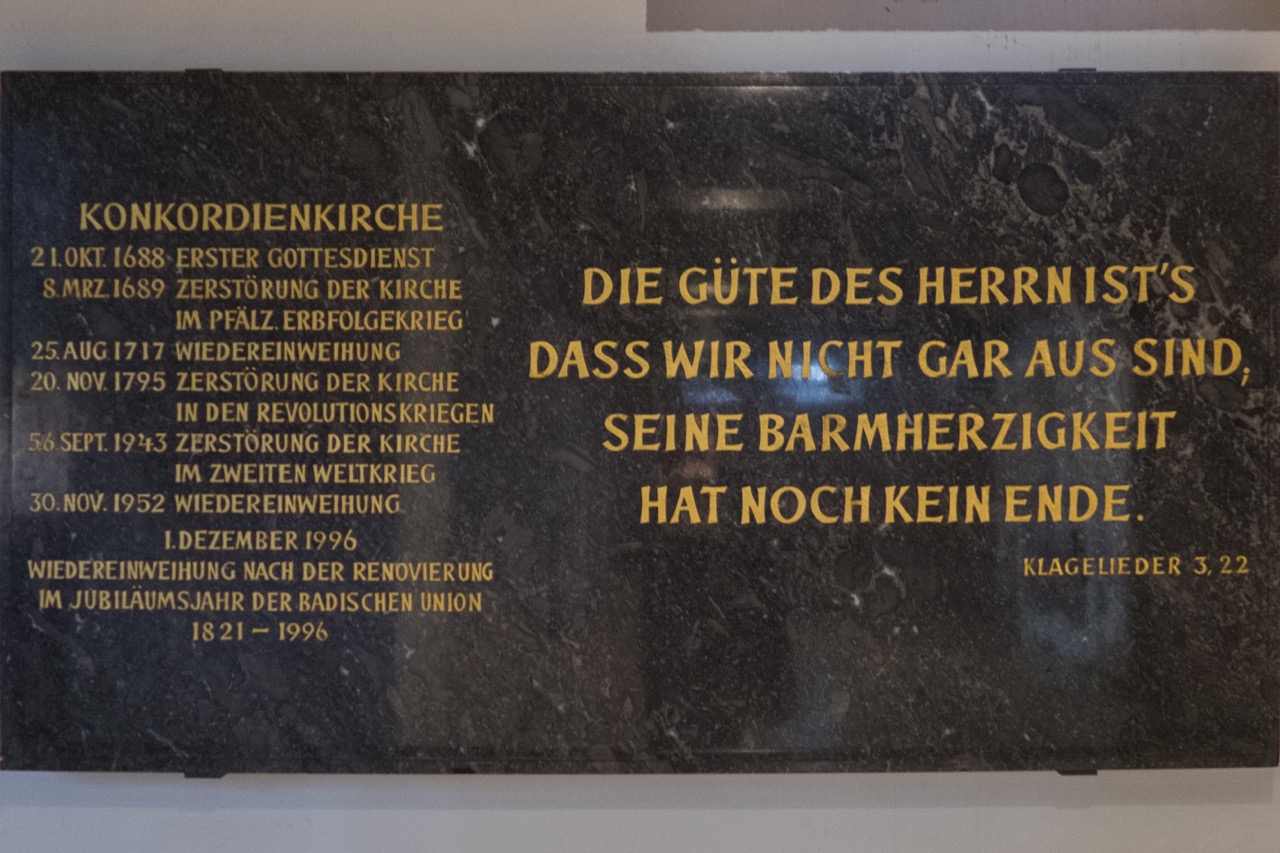 KONKORDIENKIRCHE
21. OKT. 1688 ERSTER GOTTESDIENST
8. MRZ. 1689 ZERSTÖRUNG DER KIRCHE
IM PFÄLZ. ERBFOLGEKRIEG
25. AUG 1717 WIEDEREINWEIHUNG
20. NOV. 1795 ZERSTÖRUNG DER KIRCHE
IN DEN REVOLUTIONSKRIEGEN
5.6. SEPT. 1943 ZERSTÖRUNG DER KIRCHE
IM ZWEITEN WELTKRIEG
30. NOV. 1952 WIEDEREINWEIHUNG
1. DEZEMBER 1996
WIEDEREINWEIHUNG NACH DER RENOVIERUNG
IM JUBILÄUMSJAHR DER BADISCHEN UNION
1821 – 1996
DIE GÜTE DES HERRN IST'S
DASS WIR NICHT GAR AUS SIND;
SEINE BARMHERZIGKEIT
HAT NOCH KEIN ENDE.
KLAGELIEDER 3, 22